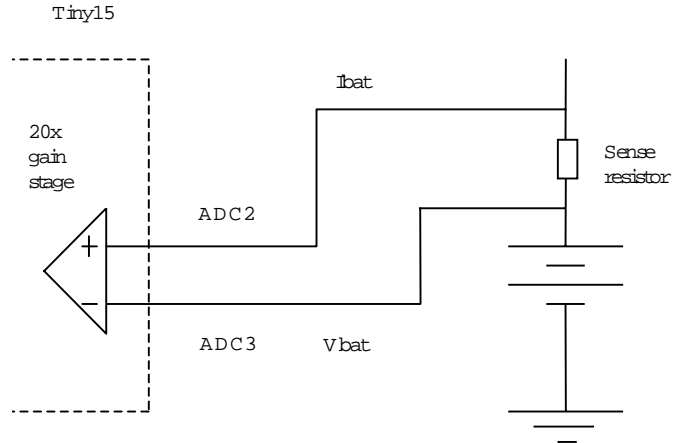 Tiny15
Ibat
20x
gain
stage
Sense
resistor
ADC2
+
−
ADC3
Vbat